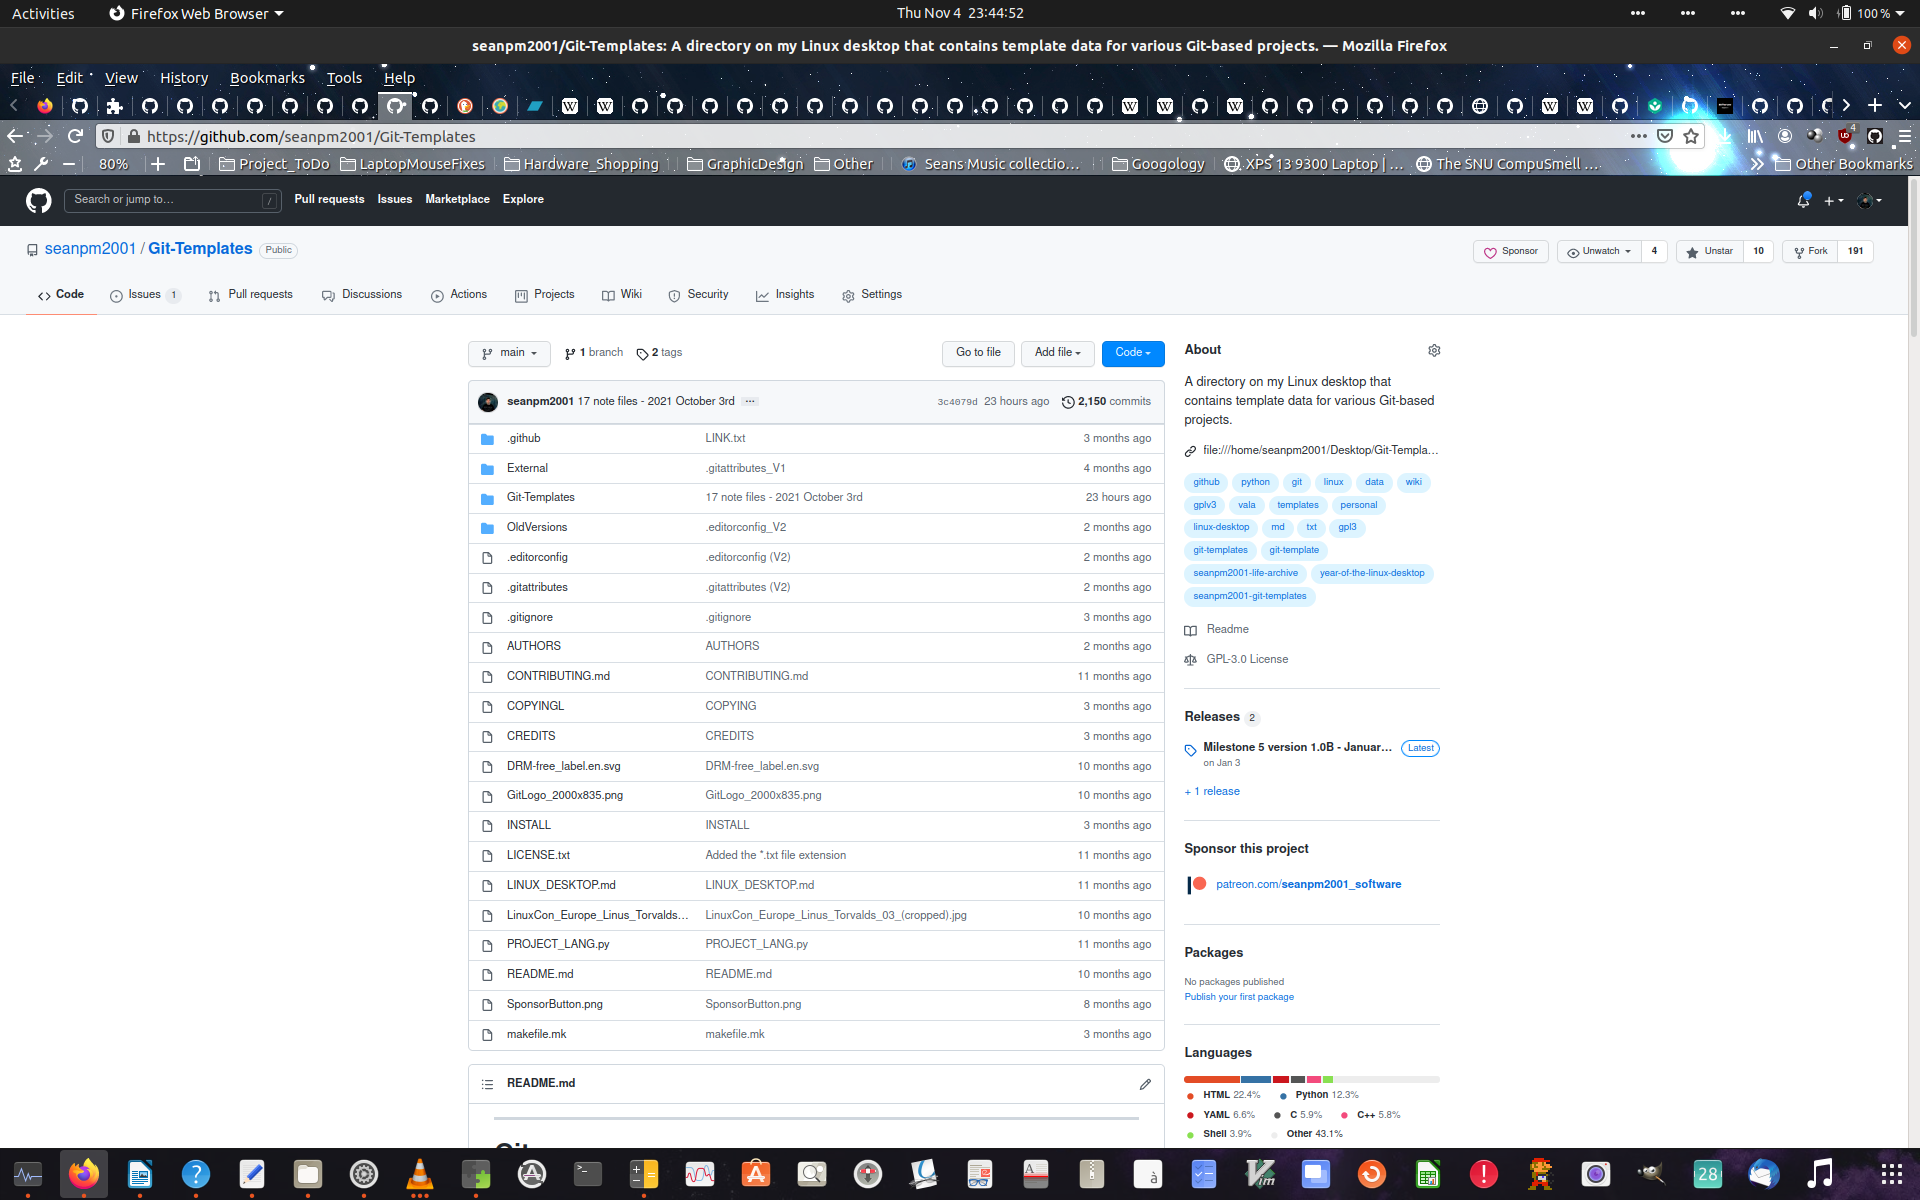 Activities Firefox Web Browser Thu Nov 4 23:44:52 100 %
seanpm2001/Git-Templates: A directory on my Linux desktop that contains template data for various Git-based projects. — Mozilla Firefox
File Edit View History Bookmarks Tools Help
https://github.com/seanpm2001/Git-Templates
80% Project_ToDo LaptopMouseFixes Hardware_Shopping GraphicDesign Other Seans Music collectio… Googology XPS 13 9300 Laptop | … The SNU CompuSmell … Other Bookmarks
Search or jump to… / Pull requests Issues Marketplace Explore
seanpm2001 / Git-Templates Public Sponsor Unwatch 4 Unstar 10 Fork 191
Code Issues 1 Pull requests Discussions Actions Projects Wiki Security Insights Settings
main 1 branch 2 tags Go to file Add file Code
seanpm2001 17 note files - 2021 October 3rd ··· 3c4079d 23 hours ago 2,150 commits
.github LINK.txt 3 months ago
External .gitattributes_V1 4 months ago
Git-Templates 17 note files - 2021 October 3rd 23 hours ago
OldVersions .editorconfig_V2 2 months ago
.editorconfig .editorconfig (V2) 2 months ago
.gitattributes .gitattributes (V2) 2 months ago
.gitignore .gitignore 3 months ago
AUTHORS AUTHORS 2 months ago
CONTRIBUTING.md CONTRIBUTING.md 11 months ago
COPYINGL COPYING 3 months ago
CREDITS CREDITS 3 months ago
DRM-free_label.en.svg DRM-free_label.en.svg 10 months ago
GitLogo_2000x835.png GitLogo_2000x835.png 10 months ago
INSTALL INSTALL 3 months ago
LICENSE.txt Added the *.txt file extension 11 months ago
LINUX_DESKTOP.md LINUX_DESKTOP.md 11 months ago
LinuxCon_Europe_Linus_Torvalds… LinuxCon_Europe_Linus_Torvalds_03_(cropped).jpg 10 months ago
PROJECT_LANG.py PROJECT_LANG.py 11 months ago
README.md README.md 10 months ago
SponsorButton.png SponsorButton.png 8 months ago
makefile.mk makefile.mk 3 months ago
README.md
About
A directory on my Linux desktop that
contains template data for various Git-based
projects.
file:///home/seanpm2001/Desktop/Git-Templa…
github python git linux data wiki
gplv3 vala templates personal
linux-desktop md txt gpl3
git-templates git-template
seanpm2001-life-archive year-of-the-linux-desktop
seanpm2001-git-templates
Readme
GPL-3.0 License
Releases 2
Milestone 5 version 1.0B - Januar… Latest
on Jan 3
+ 1 release
Sponsor this project
patreon.com/seanpm2001_software
Packages
No packages published
Publish your first package
Languages
HTML 22.4% Python 12.3%
YAML 6.6% C 5.9% C++ 5.8%
Shell 3.9% Other 43.1%
28